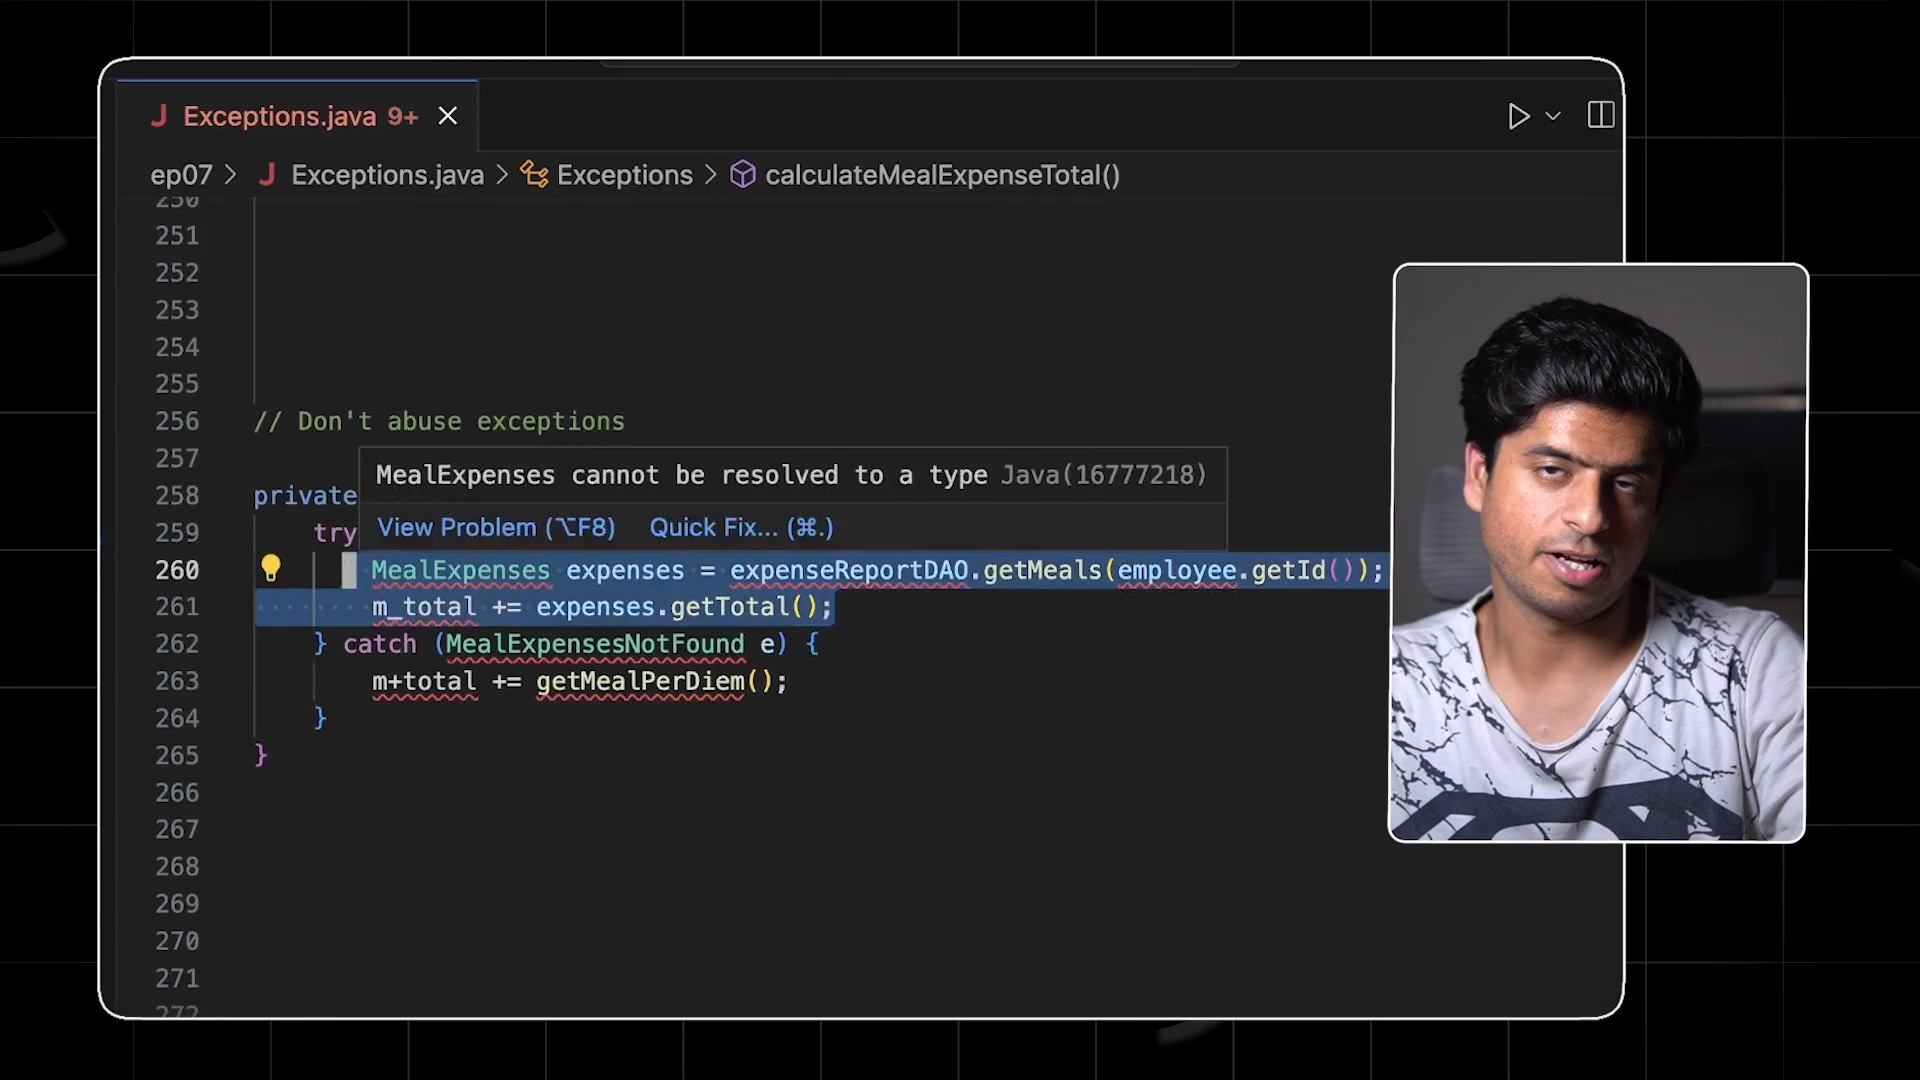 Exceptions.java 9+
ep07 > Exceptions.java > Exceptions > calculateMealExpenseTotal()
250
251
252
253
254
255
256 // Don't abuse exceptions
257
MealExpenses cannot be resolved to a type Java(16777218)
258 private
View Problem (⌥F8) Quick Fix... (⌘.)
259 try
260 MealExpenses expenses = expenseReportDAO.getMeals(employee.getId());
261 m_total += expenses.getTotal();
262 } catch (MealExpensesNotFound e) {
263 m+total += getMealPerDiem();
264 }
265 }
266
267
268
269
270
271
272